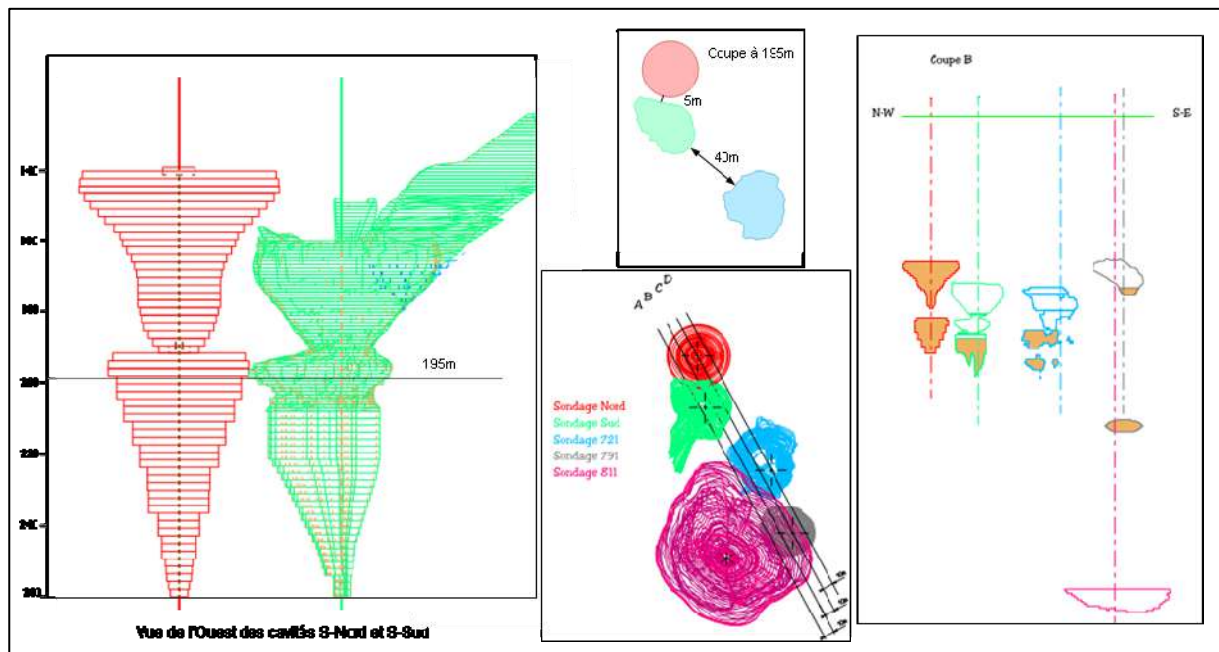 195m
Vue de l'Ouest des cavités S-Nord et S-Sud
Coupe à 195m
5m
40m
A B C D
Sondage Nord
Sondage Sud
Sondage 721
Sondage 791
Sondage 811
Coupe B
N-W
S-E